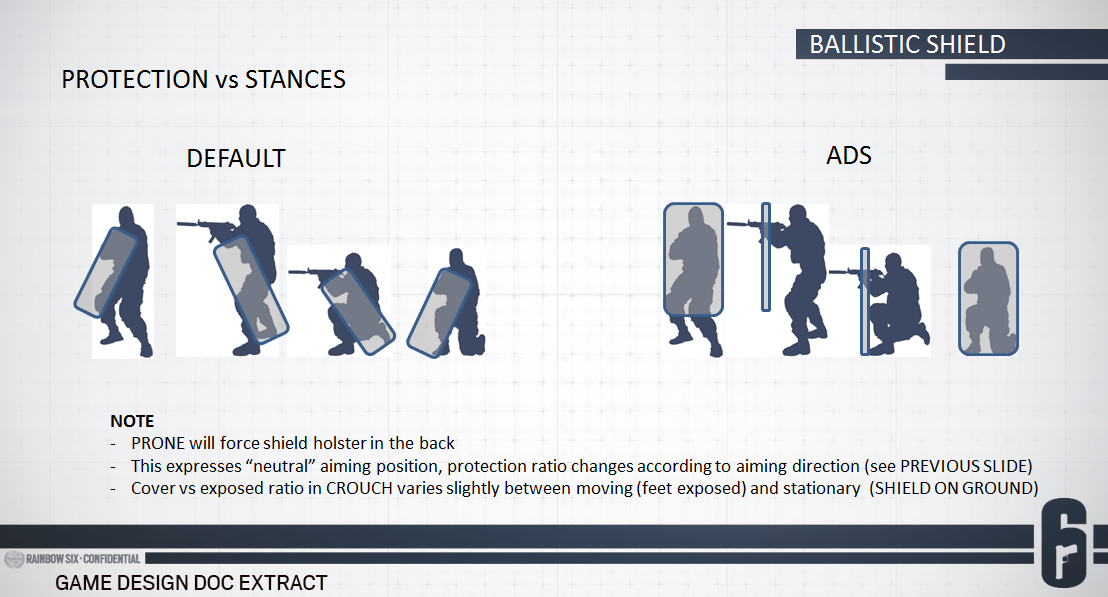 BALLISTIC SHIELD
PROTECTION vs STANCES
DEFAULT
ADS
NOTE
- PRONE will force shield holster in the back
- This expresses “neutral” aiming position, protection ratio changes according to aiming direction (see PREVIOUS SLIDE)
- Cover vs exposed ratio in CROUCH varies slightly between moving (feet exposed) and stationary (SHIELD ON GROUND)
RAINBOW SIX · CONFIDENTIAL
6
GAME DESIGN DOC EXTRACT